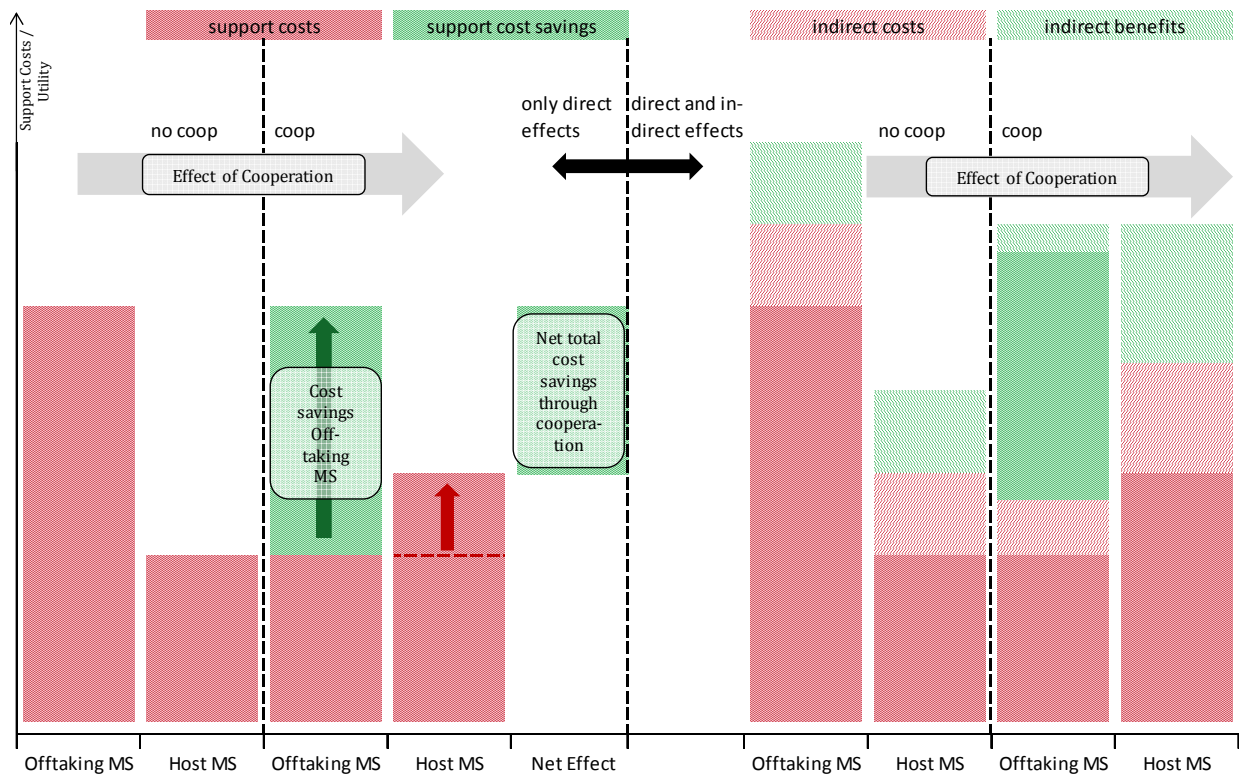 support costs
support cost savings
indirect costs
indirect benefits
Support Costs /
Utility
only direct
effects
direct and in-
direct effects
no coop
coop
no coop
coop
Effect of Cooperation
Effect of Cooperation
Cost
savings
Off-
taking
MS
Net total
cost
savings
through
coopera-
tion
Offtaking MS
Host MS
Offtaking MS
Host MS
Net Effect
Offtaking MS
Host MS
Offtaking MS
Host MS